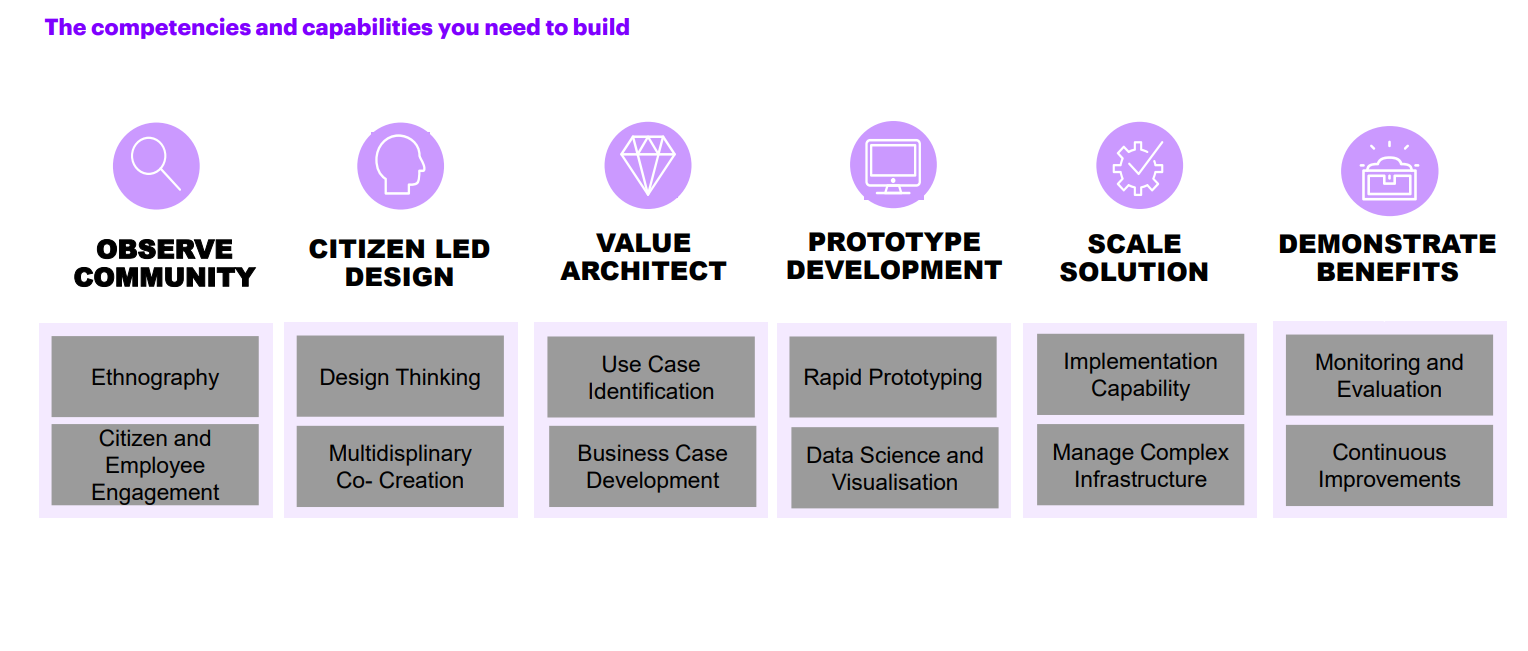 The competencies and capabilities you need to build
OBSERVE
COMMUNITY
Ethnography
Citizen and
Employee
Engagement
CITIZEN LED
DESIGN
Design Thinking
Multidisplinary
Co- Creation
VALUE
ARCHITECT
Use Case
Identification
Business Case
Development
PROTOTYPE
DEVELOPMENT
Rapid Prototyping
Data Science and
Visualisation
SCALE
SOLUTION
Implementation
Capability
Manage Complex
Infrastructure
DEMONSTRATE
BENEFITS
Monitoring and
Evaluation
Continuous
Improvements